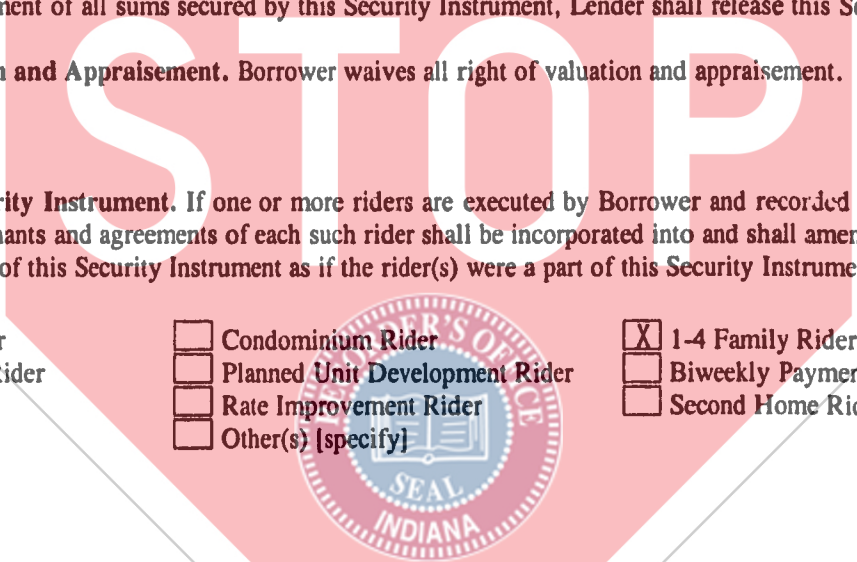 ment of all sums secured by this Security Instrument, Lender shall release this Se
STOP
n and Appraisement. Borrower waives all right of valuation and appraisement.
rity Instrument. If one or more riders are executed by Borrower and recorded
nants and agreements of each such rider shall be incorporated into and shall amen
of this Security Instrument as if the rider(s) were a part of this Security Instrume
r
Condominium Rider
X 1-4 Family Rider
Rider
Planned Unit Development Rider
Biweekly Paymen
Rate Improvement Rider
Second Home Rid
Other(s) [specify]
RECORDER'S OFFICE
SEAL
INDIANA